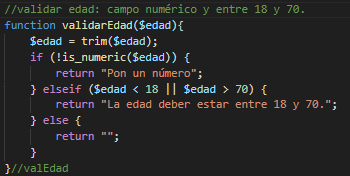 //validar edad: campo numérico y entre 18 y 70.
function validarEdad($edad){
    $edad = trim($edad);
    if (!is_numeric($edad)) {
        return "Pon un número";
    } elseif ($edad < 18 || $edad > 70) {
        return "La edad deber estar entre 18 y 70.";
    } else {
        return "";
    }
}//valEdad